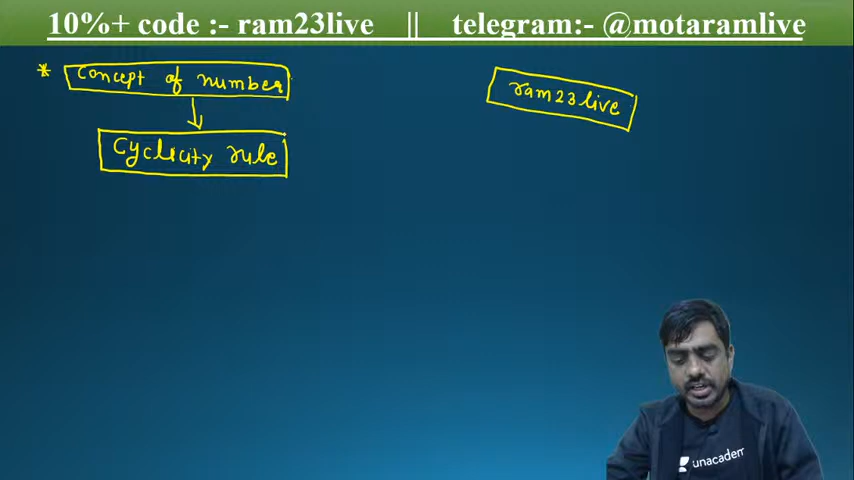 10%+ code :- ram23live || telegram:- @motaramlive
* Concept of number
ram23live
Cyclicity rule
unacadem